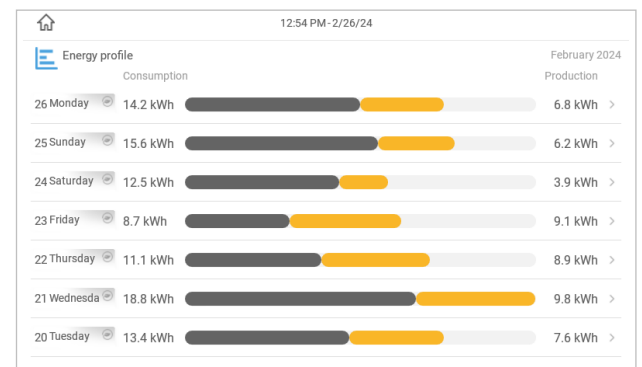 12:54 PM - 2/26/24
Energy profile February 2024
Consumption Production
26 Monday 14.2 kWh 6.8 kWh
25 Sunday 15.6 kWh 6.2 kWh
24 Saturday 12.5 kWh 3.9 kWh
23 Friday 8.7 kWh 9.1 kWh
22 Thursday 11.1 kWh 8.9 kWh
21 Wednesda 18.8 kWh 9.8 kWh
20 Tuesday 13.4 kWh 7.6 kWh